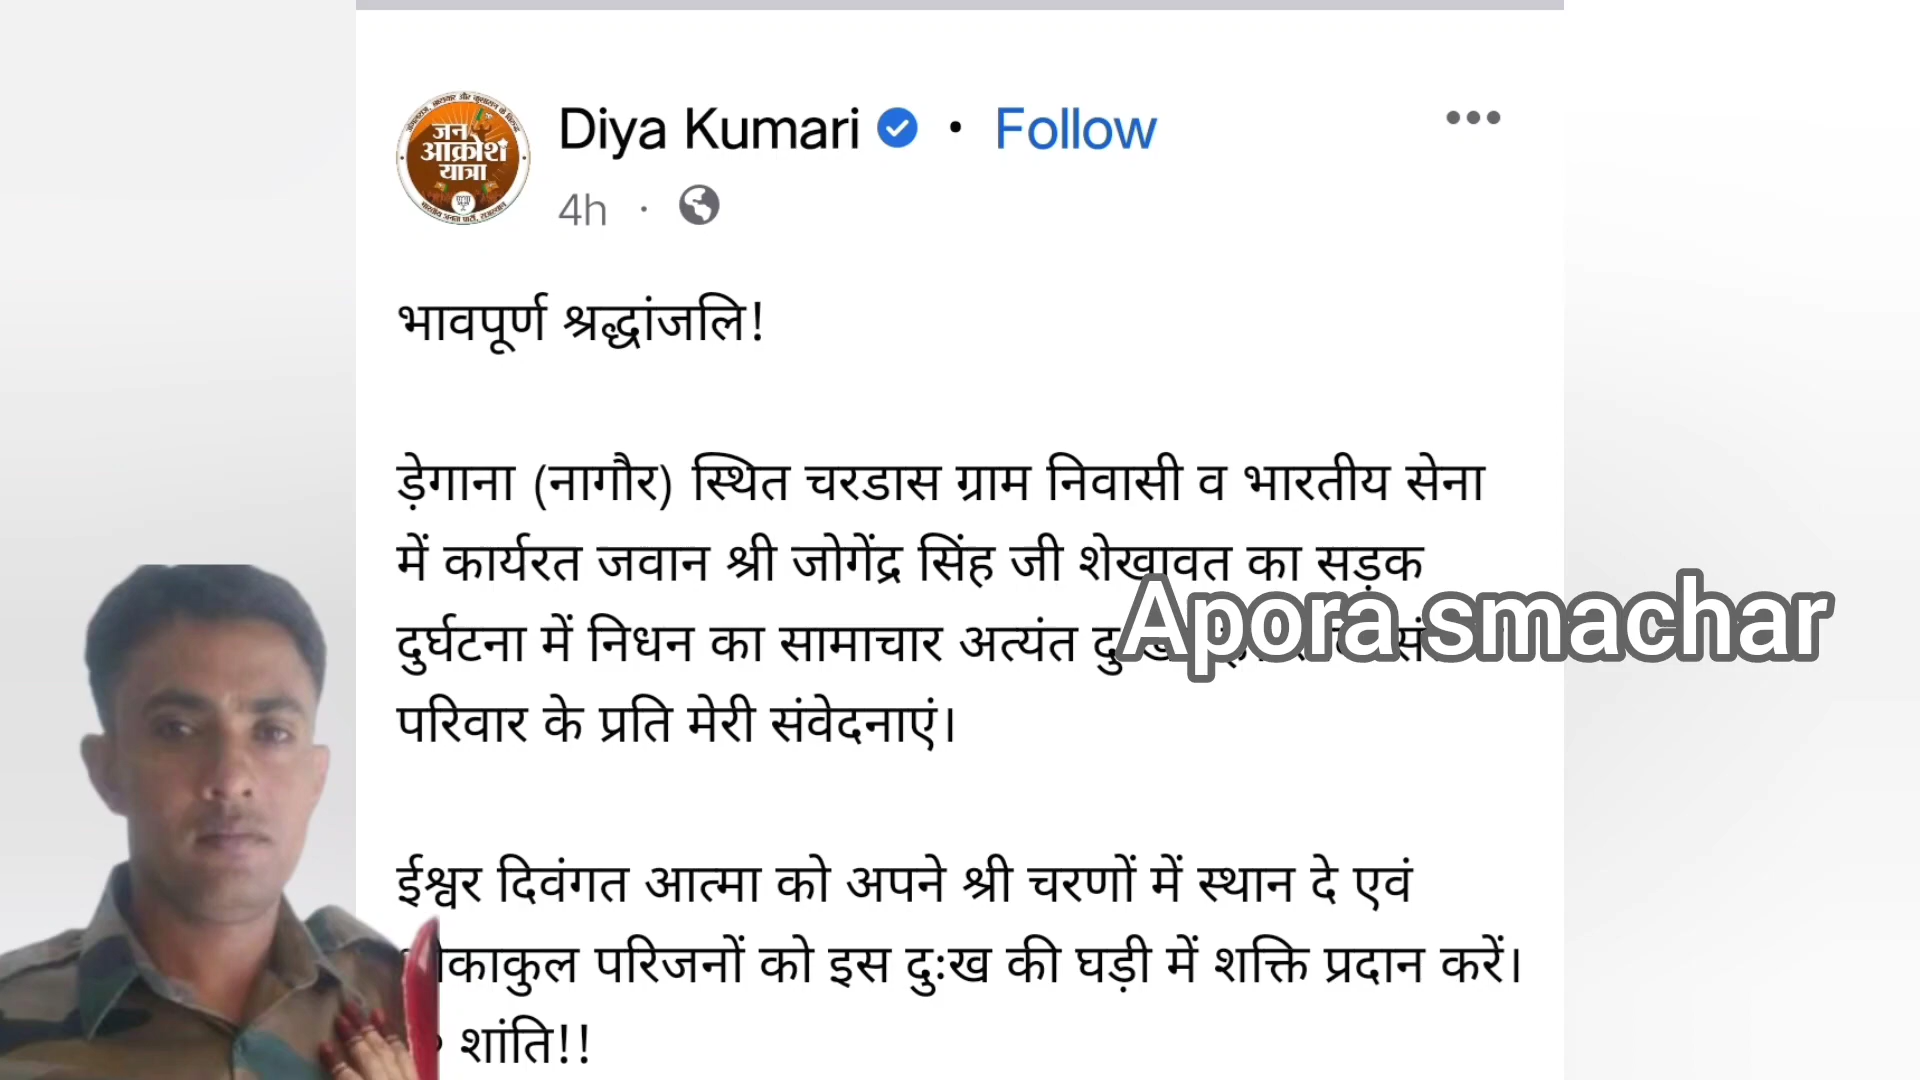 Diya Kumari · Follow
4h ·
जन
आक्रोश
यात्रा
भावपूर्ण श्रद्धांजलि!
ड़ेगाना (नागौर) स्थित चरडास ग्राम निवासी व भारतीय सेना
में कार्यरत जवान श्री जोगेंद्र सिंह जी शेखावत का सड़क
दुर्घटना में निधन का सामाचार अत्यंत
Apora smachar
परिवार के प्रति मेरी संवेदनाएं।
ईश्वर दिवंगत आत्मा को अपने श्री चरणों में स्थान दे एवं
परिजनों को इस दुःख की घड़ी में शक्ति प्रदान करें।
शांति!!